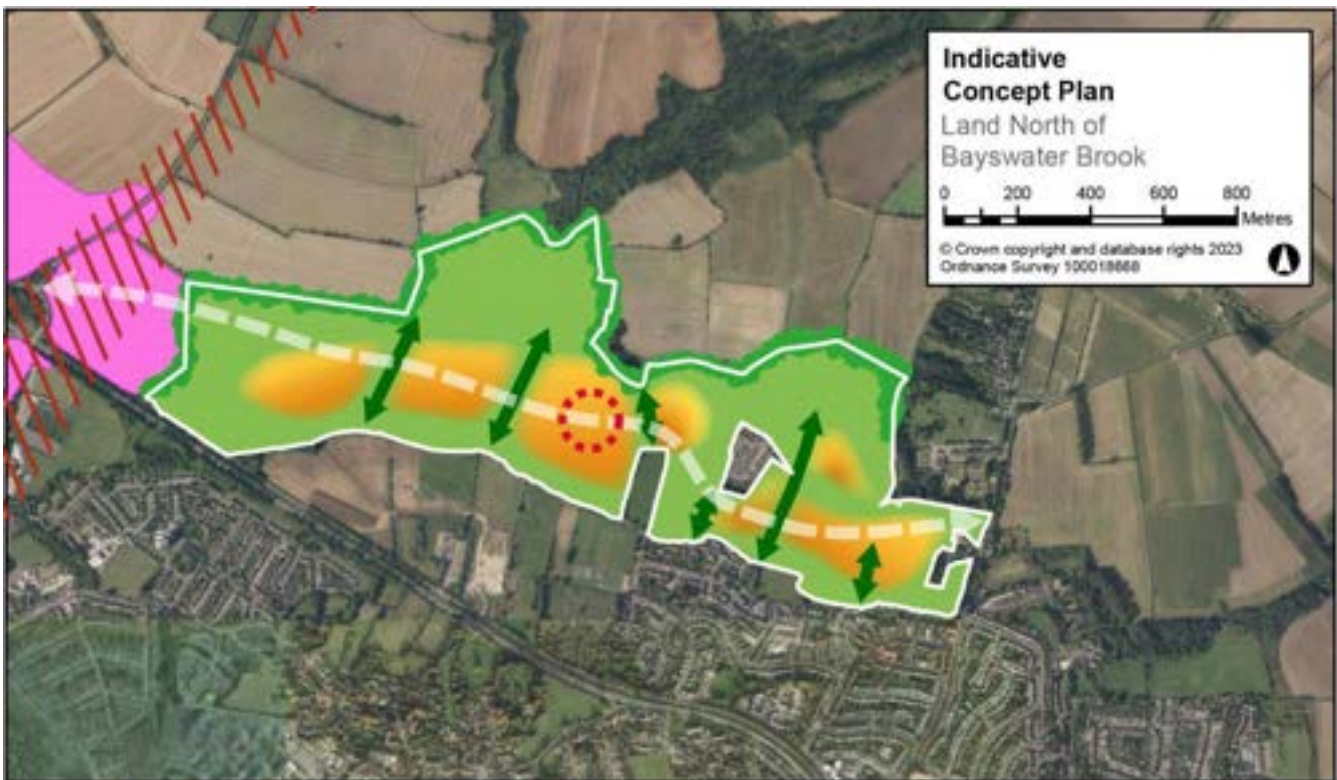 Indicative
Concept Plan
Land North of
Bayswater Brook
0 200 400 600 800
Metres
© Crown copyright and database rights 2023
Ordnance Survey 100018668